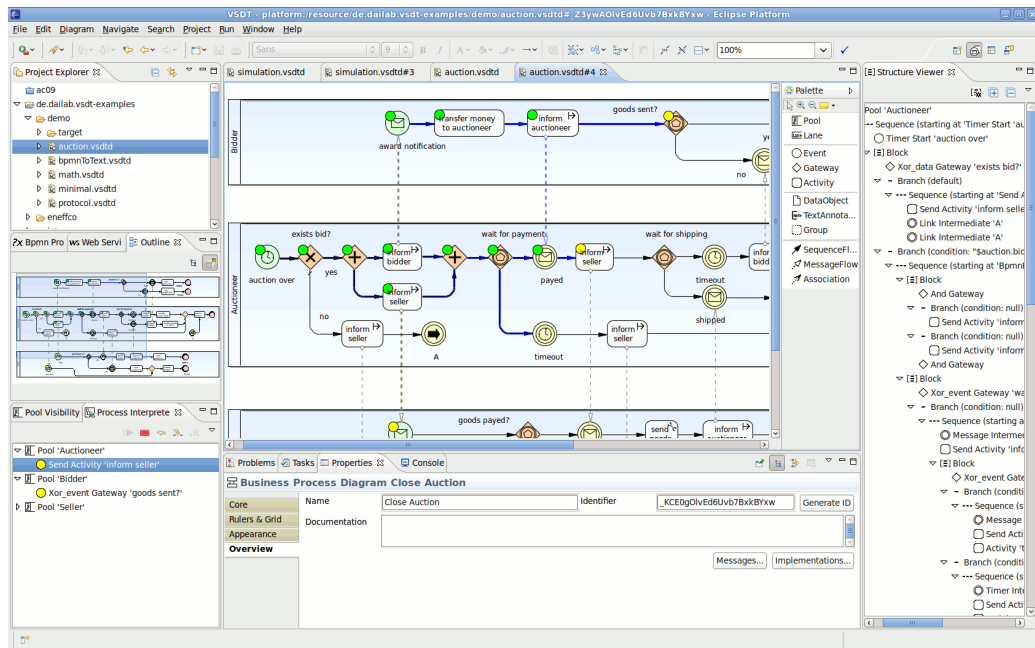 VSDT - platform:/resource/de.dailab.vsdt-examples/demo/auction.vsdtd#_Z3ywAOlvEd6Uvb7BxkBYxw - Eclipse Platform
File Edit Diagram Navigate Search Project Run Window Help
Sans 9 B I A 100%
Project Explorer
ac09
de.dailab.vsdt-examples
demo
target
auction.vsdtd
bpmnToText.vsdtd
math.vsdtd
minimal.vsdtd
protocol.vsdtd
eneffco
Bpmn Pro Web Servi Outline
Pool Visibility Process Interprete
Pool 'Auctioneer'
Send Activity 'inform seller'
Pool 'Bidder'
Xor_event Gateway 'goods sent?'
Pool 'Seller'
simulation.vsdtd simulation.vsdtd#3 auction.vsdtd auction.vsdtd#4
Bidder
award notification
transfer money
to auctioneer
inform
auctioneer
goods sent?
no
Auctioneer
auction over
exists bid?
yes
no
inform
bidder
inform
seller
inform
seller
A
wait for payment
payed
timeout
inform
seller
inform
seller
wait for shipping
timeout
shipped
inform
goods payed?
send
inform
auctioneer
Palette
Pool
Lane
Event
Gateway
Activity
DataObject
TextAnnota...
Group
SequenceFl...
MessageFlow
Association
Problems Tasks Properties Console
Business Process Diagram Close Auction
Core
Rulers & Grid
Appearance
Overview
Name Close Auction Identifier _KCE0gOlvEd6Uvb7BxkBYxw Generate ID
Documentation
Messages... Implementations...
Structure Viewer
Pool 'Auctioneer'
Sequence (starting at 'Timer Start 'au
Timer Start 'auction over'
Block
Xor_data Gateway 'exists bid?'
Branch (default)
Sequence (starting at 'Send A
Send Activity 'inform selle
Link Intermediate 'A'
Link Intermediate 'A'
Branch (condition: "$auction.bid
Sequence (starting at 'Bpmnl
Block
And Gateway
Branch (condition: null)
Send Activity 'inform
Branch (condition: null)
Send Activity 'inform
And Gateway
Block
Xor_event Gateway 'wa
Branch (condition: null)
Sequence (starting a
Message Intermed
Send Activity 'info
Block
Xor_event Gate
Branch (conditi
Sequence (s
Message
Send Acti
Activity 't
Branch (conditi
Sequence (s
Timer Inte
Send Acti